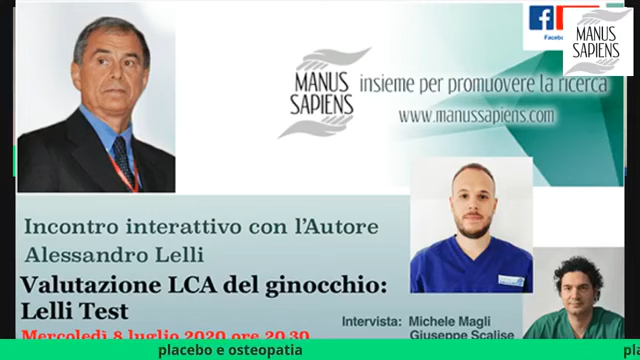 MANUS
SAPIENS
insieme per promuovere la ricerca
www.manussapiens.com
MANUS
SAPIENS
Incontro interattivo con l'Autore
Alessandro Lelli
Valutazione LCA del ginocchio:
Lelli Test
Mercoledì 8 luglio 2020 ore 20.30
Intervista: Michele Magli
Giuseppe Scalise
placebo e osteopatia